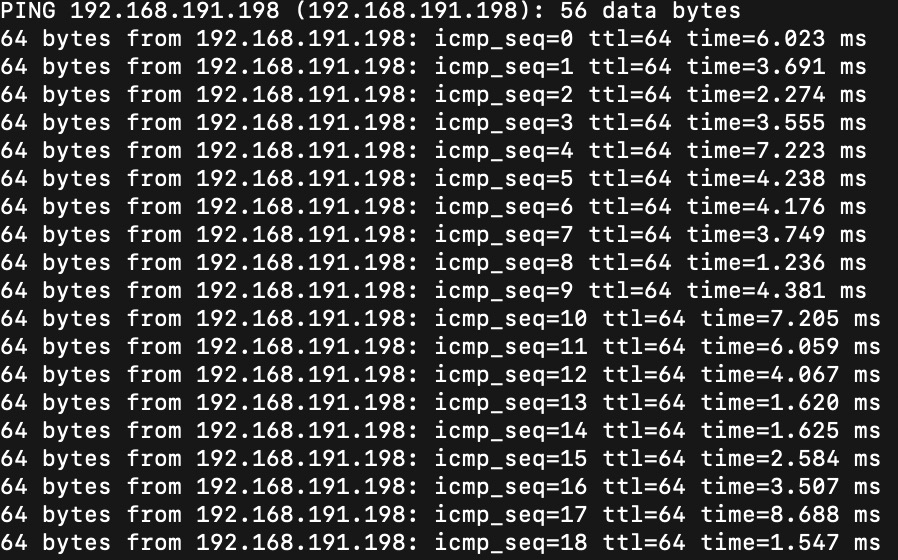 PING 192.168.191.198 (192.168.191.198): 56 data bytes
64 bytes from 192.168.191.198: icmp_seq=0 ttl=64 time=6.023 ms
64 bytes from 192.168.191.198: icmp_seq=1 ttl=64 time=3.691 ms
64 bytes from 192.168.191.198: icmp_seq=2 ttl=64 time=2.274 ms
64 bytes from 192.168.191.198: icmp_seq=3 ttl=64 time=3.555 ms
64 bytes from 192.168.191.198: icmp_seq=4 ttl=64 time=7.223 ms
64 bytes from 192.168.191.198: icmp_seq=5 ttl=64 time=4.238 ms
64 bytes from 192.168.191.198: icmp_seq=6 ttl=64 time=4.176 ms
64 bytes from 192.168.191.198: icmp_seq=7 ttl=64 time=3.749 ms
64 bytes from 192.168.191.198: icmp_seq=8 ttl=64 time=1.236 ms
64 bytes from 192.168.191.198: icmp_seq=9 ttl=64 time=4.381 ms
64 bytes from 192.168.191.198: icmp_seq=10 ttl=64 time=7.205 ms
64 bytes from 192.168.191.198: icmp_seq=11 ttl=64 time=6.059 ms
64 bytes from 192.168.191.198: icmp_seq=12 ttl=64 time=4.067 ms
64 bytes from 192.168.191.198: icmp_seq=13 ttl=64 time=1.620 ms
64 bytes from 192.168.191.198: icmp_seq=14 ttl=64 time=1.625 ms
64 bytes from 192.168.191.198: icmp_seq=15 ttl=64 time=2.584 ms
64 bytes from 192.168.191.198: icmp_seq=16 ttl=64 time=3.507 ms
64 bytes from 192.168.191.198: icmp_seq=17 ttl=64 time=8.688 ms
64 bytes from 192.168.191.198: icmp_seq=18 ttl=64 time=1.547 ms